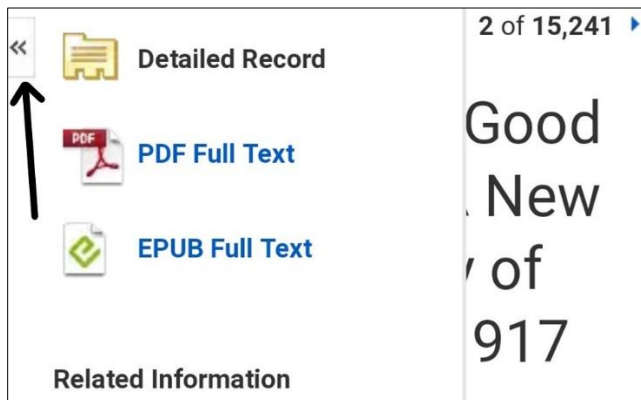 «
2 of 15,241
Detailed Record
Good
PDF
PDF Full Text
New
EPUB Full Text
of
917
Related Information